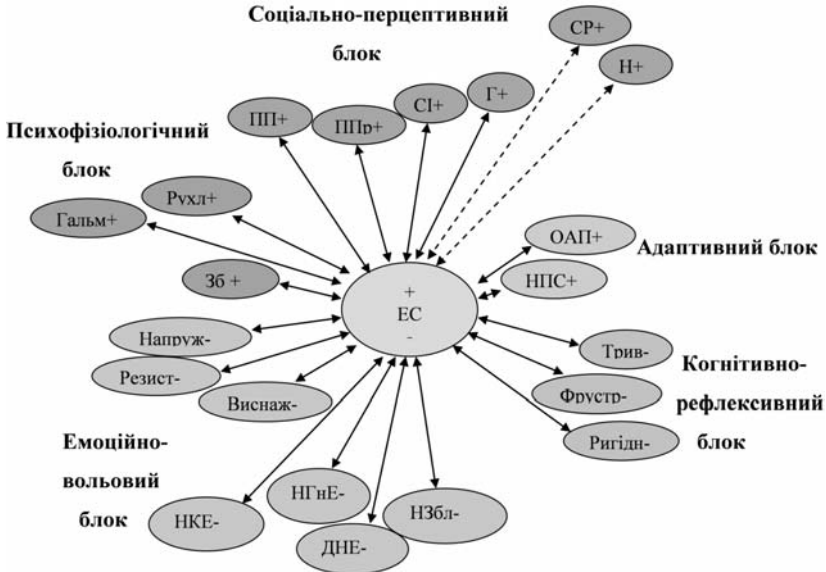 Соціально-перцептивний
блок
СР+
Н+
ПП+
ППр+
СІ+
Г+
Психофізіологічний
блок
Рухл+
Гальм+
Зб +
ОАП+
НПС+
Адаптивний блок
+
ЕС
-
Напруж-
Резист-
Виснаж-
Трив-
Фрустр-
Ригідн-
Когнітивно-
рефлексивний
блок
Емоційно-
вольовий
блок
НКЕ-
НГнЕ-
ДНЕ-
НЗбл-